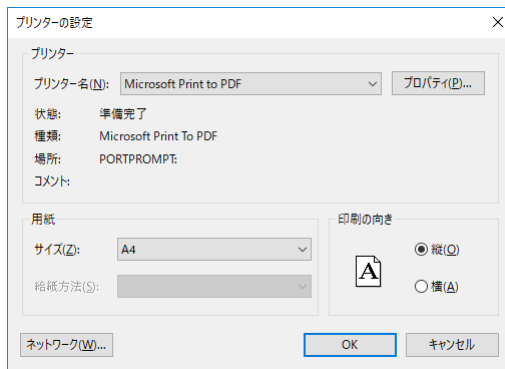 プリンターの設定
プリンター
プリンター名(N): Microsoft Print to PDF プロパティ(P)...
状態: 準備完了
種類: Microsoft Print To PDF
場所: PORTPROMPT:
コメント:
用紙
サイズ(Z): A4
給紙方法(S):
印刷の向き
A
縦(O)
横(A)
ネットワーク(W)... OK キャンセル